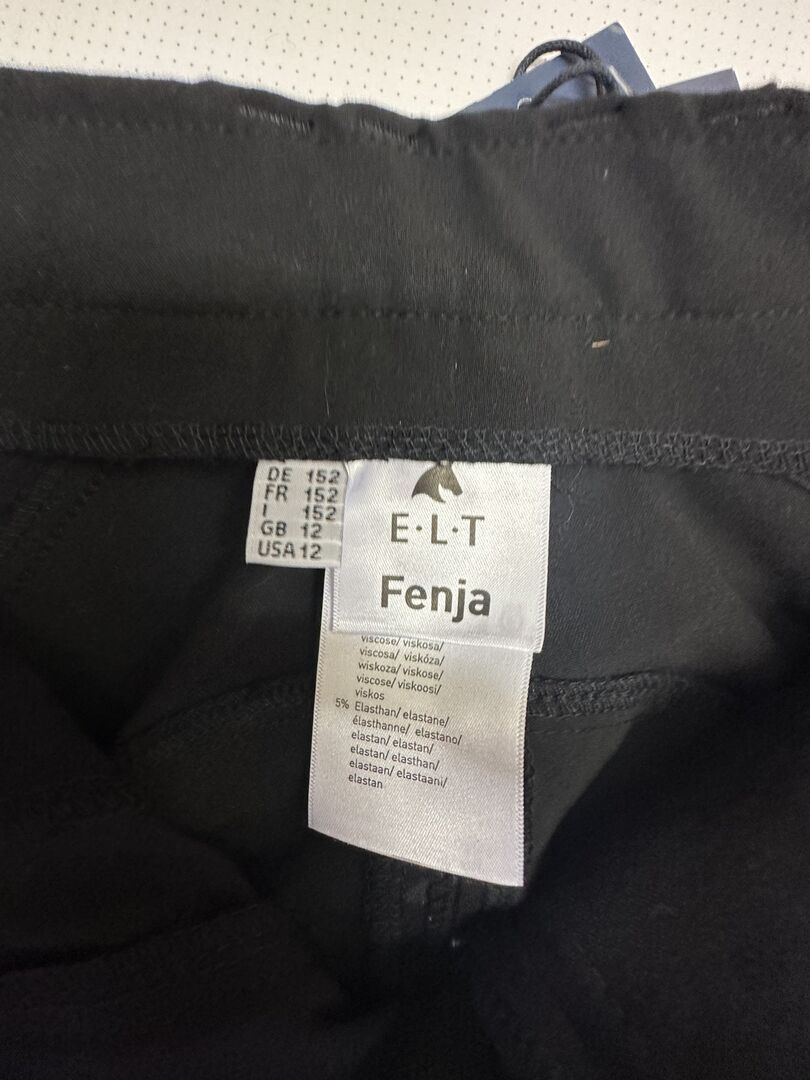 DE 152
FR 152
I 152
GB 12
USA 12
E·L·T
Fenja
viscose/ viskosa/
viscosa/ viskóza/
wiskoza/ viskose/
viscose/ viskoosi/
viskos
5% Elasthan/ elastane/
élasthanne/ elastano/
elastan/ elastan/
elastan/ elasthan/
elastaan/ elastaani/
elastan